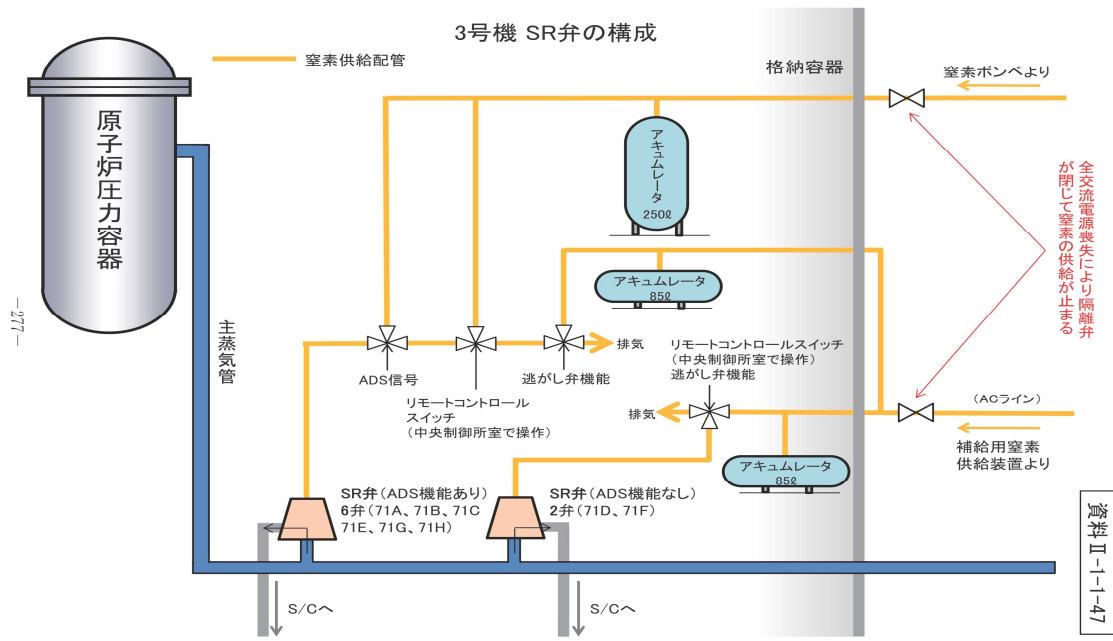 3号機 SR弁の構成
窒素供給配管
格納容器
窒素ボンベより
原子炉圧力容器
アキュムレータ
250ℓ
全交流電源喪失により隔離弁
が閉じて窒素の供給が止まる
アキュムレータ
85ℓ
－277－
主蒸気管
ADS信号
リモートコントロール
スイッチ
(中央制御所室で操作)
逃がし弁機能
排気
リモートコントロールスイッチ
(中央制御所室で操作)
逃がし弁機能
排気
(ACライン)
補給用窒素
供給装置より
アキュムレータ
85ℓ
SR弁(ADS機能あり)
6弁(71A、71B、71C
71E、71G、71H)
SR弁(ADS機能なし)
2弁(71D、71F)
S/Cへ
S/Cへ
資料Ⅱ-1-1-47